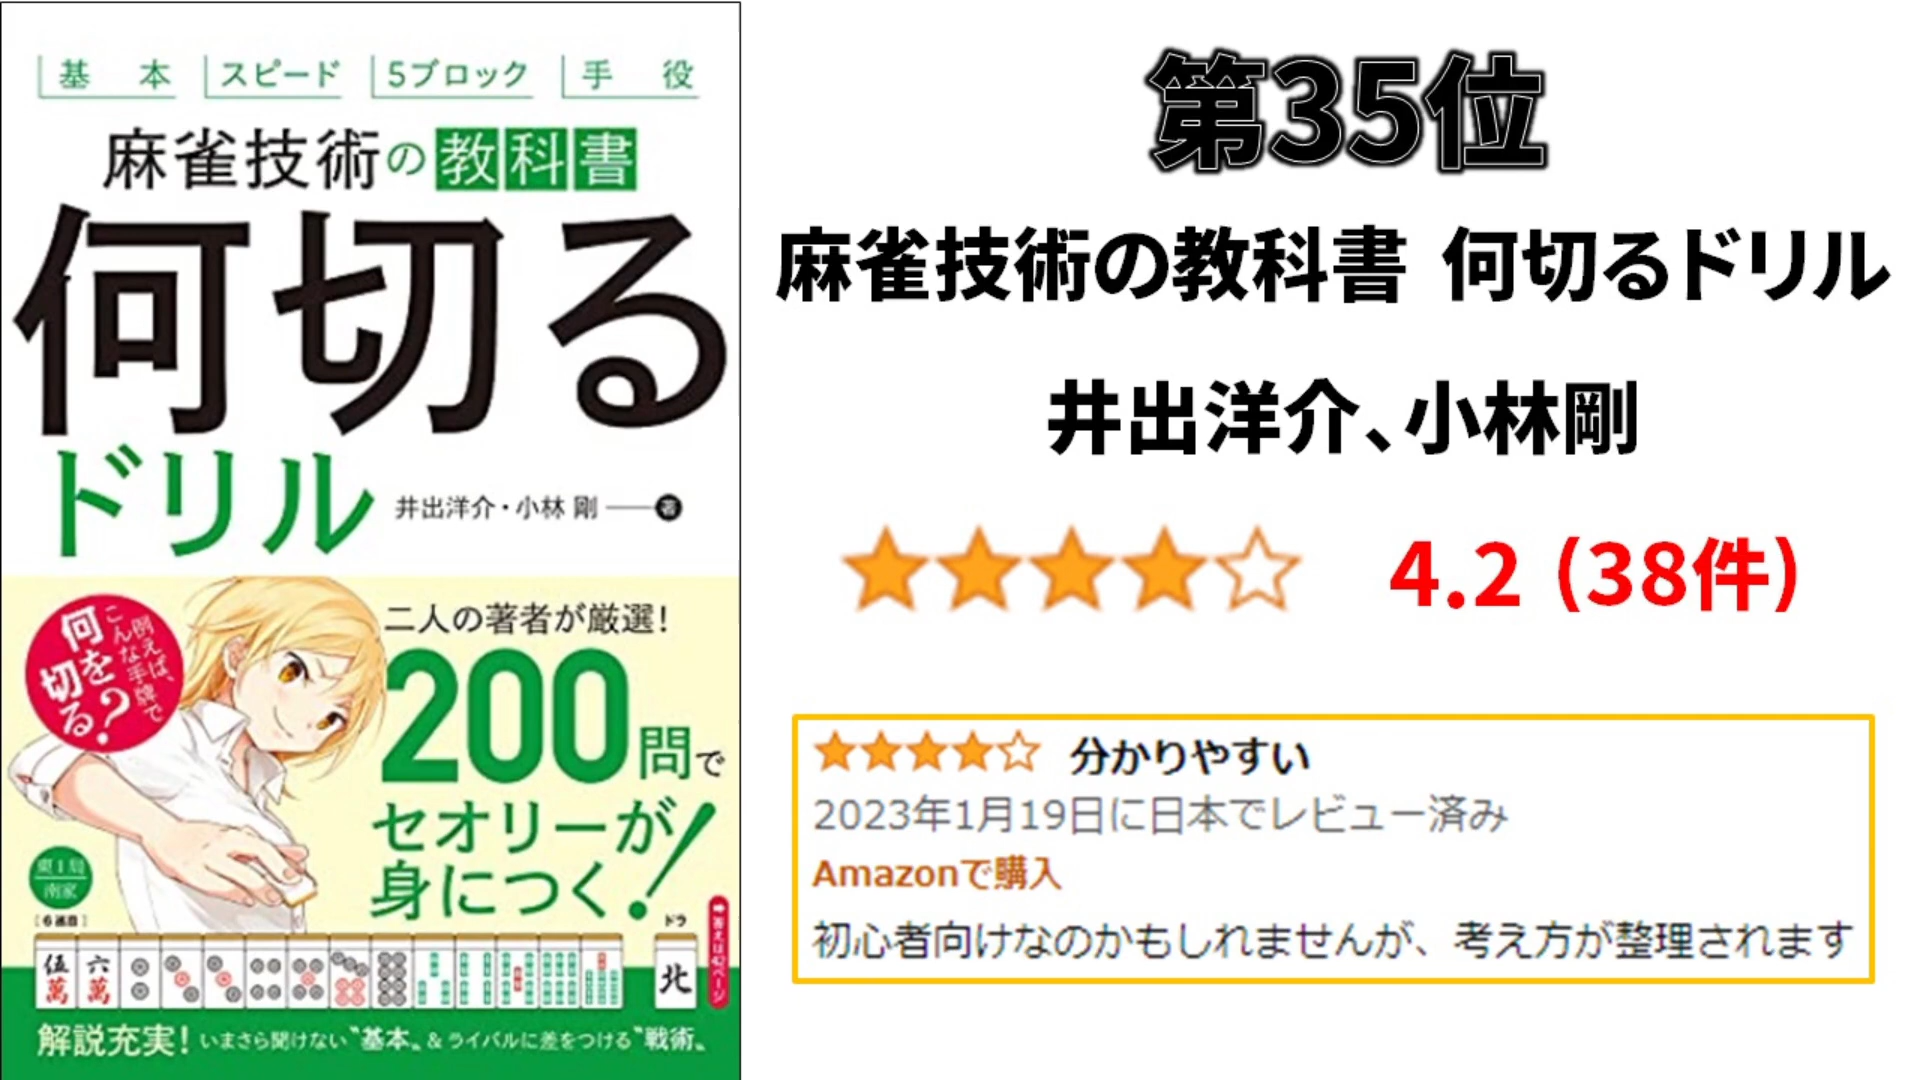 基本 スピード 5ブロック 手役
麻雀技術の教科書
何切る
ドリル
井出洋介・小林 剛 著
例えば、
こんな手牌で
何を
切る?
二人の著者が厳選!
200問で
セオリーが
身につく!
東1局
南家
[6巡目]
ドラ
伍萬 六萬
北
➡答えは42ページ
解説充実! いまさら聞けない〝基本〟&ライバルに差をつける〝戦術〟
第35位
麻雀技術の教科書 何切るドリル
井出洋介、小林剛
4.2 (38件)
分かりやすい
2023年1月19日に日本でレビュー済み
Amazonで購入
初心者向けなのかもしれませんが、考え方が整理されます